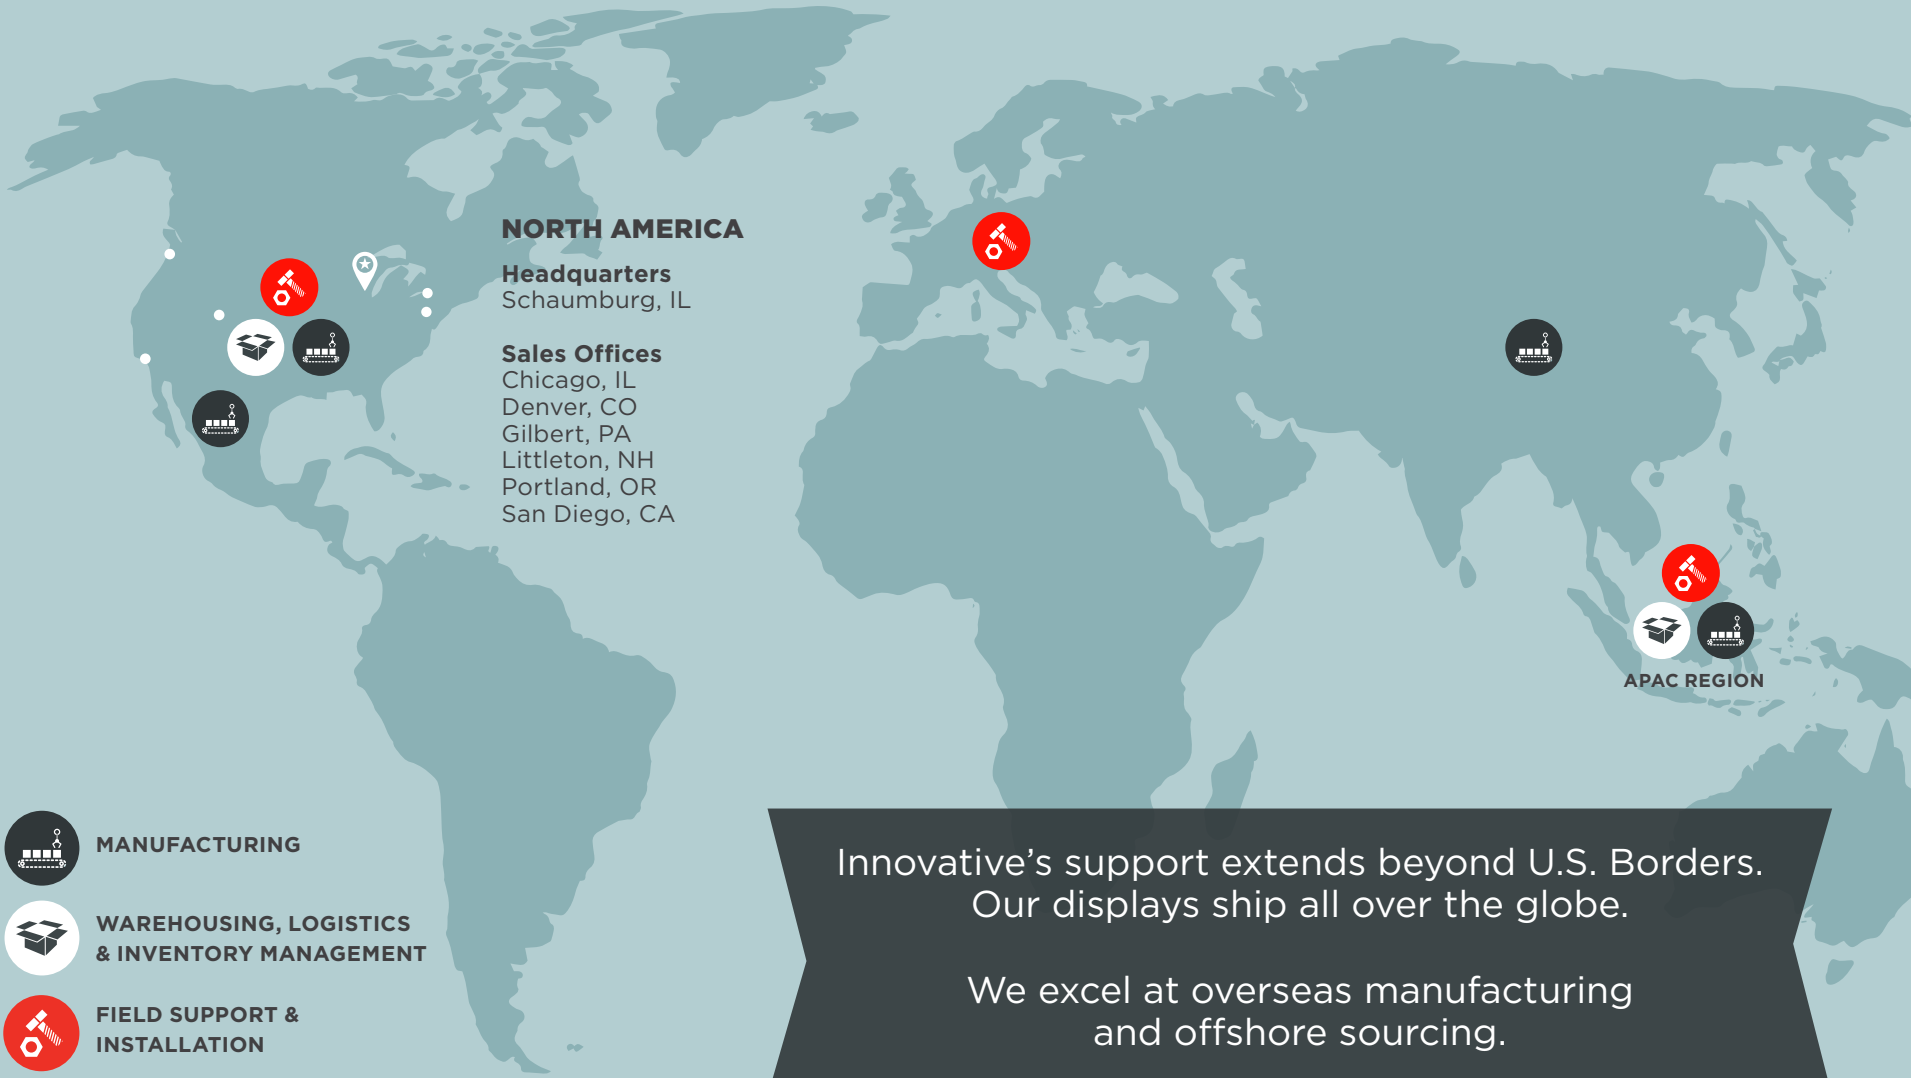 NORTH AMERICA
Headquarters
Schaumburg, IL
Sales Offices
Chicago, IL
Denver, CO
Gilbert, PA
Littleton, NH
Portland, OR
San Diego, CA
APAC REGION
MANUFACTURING
WAREHOUSING, LOGISTICS
& INVENTORY MANAGEMENT
FIELD SUPPORT &
INSTALLATION
Innovative’s support extends beyond U.S. Borders.
Our displays ship all over the globe.
We excel at overseas manufacturing
and offshore sourcing.